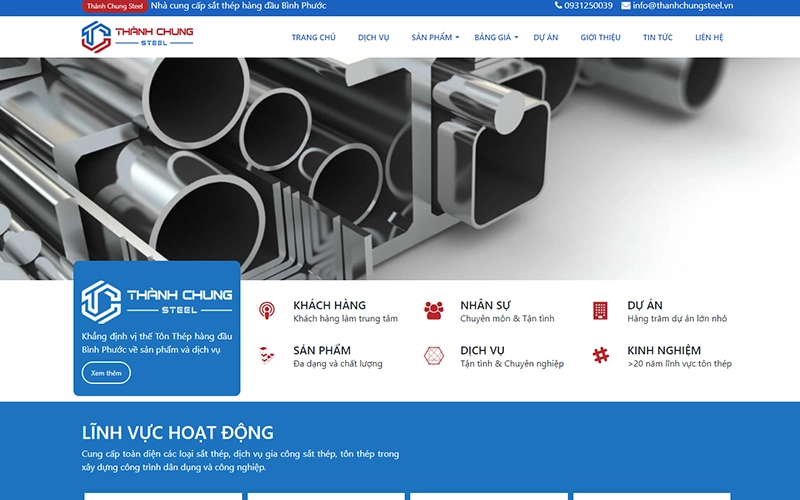 Thành Chung Steel Nhà cung cấp sắt thép hàng đầu Bình Phước 0931250039 info@thanhchungsteel.vn
THÀNH CHUNG
STEEL
TRANG CHỦ DỊCH VỤ SẢN PHẨM BẢNG GIÁ DỰ ÁN GIỚI THIỆU TIN TỨC LIÊN HỆ
THÀNH CHUNG
STEEL
Khẳng định vị thế Tôn Thép hàng đầu
Bình Phước về sản phẩm và dịch vụ
Xem thêm
KHÁCH HÀNG
Khách hàng làm trung tâm
NHÂN SỰ
Chuyên môn & Tận tình
DỰ ÁN
Hàng trăm dự án lớn nhỏ
SẢN PHẨM
Đa dạng và chất lượng
DỊCH VỤ
Tận tình & Chuyên nghiệp
KINH NGHIỆM
>20 năm lĩnh vực tôn thép
LĨNH VỰC HOẠT ĐỘNG
Cung cấp toàn diện các loại sắt thép, dịch vụ gia công sắt thép, tôn thép trong
xây dựng công trình dân dụng và công nghiệp.